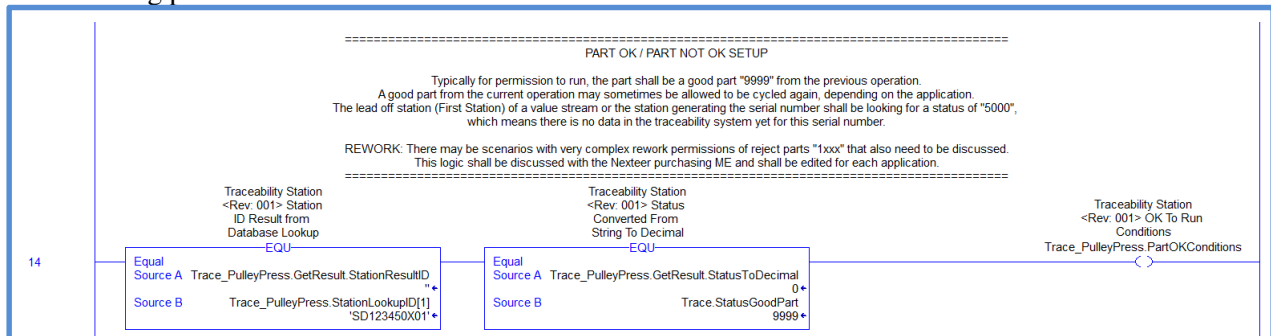 ================================================================================
PART OK / PART NOT OK SETUP
Typically for permission to run, the part shall be a good part "9999" from the previous operation.
A good part from the current operation may sometimes be allowed to be cycled again, depending on the application.
The lead off station (First Station) of a value stream or the station generating the serial number shall be looking for a status of "5000",
which means there is no data in the traceability system yet for this serial number.
REWORK: There may be scenarios with very complex rework permissions of reject parts "1xxx" that also need to be discussed.
This logic shall be discussed with the Nexteer purchasing ME and shall be edited for each application.
================================================================================
Traceability Station
<Rev: 001> Station
ID Result from
Database Lookup
EQU
Equal
Source A Trace_PulleyPress.GetResult.StationResultID
''
Source B Trace_PulleyPress.StationLookupID[1]
'SD123450X01'
Traceability Station
<Rev: 001> Status
Converted From
String To Decimal
EQU
Equal
Source A Trace_PulleyPress.GetResult.StatusToDecimal
0
Source B Trace.StatusGoodPart
9999
Traceability Station
<Rev: 001> OK To Run
Conditions
Trace_PulleyPress.PartOKConditions
14